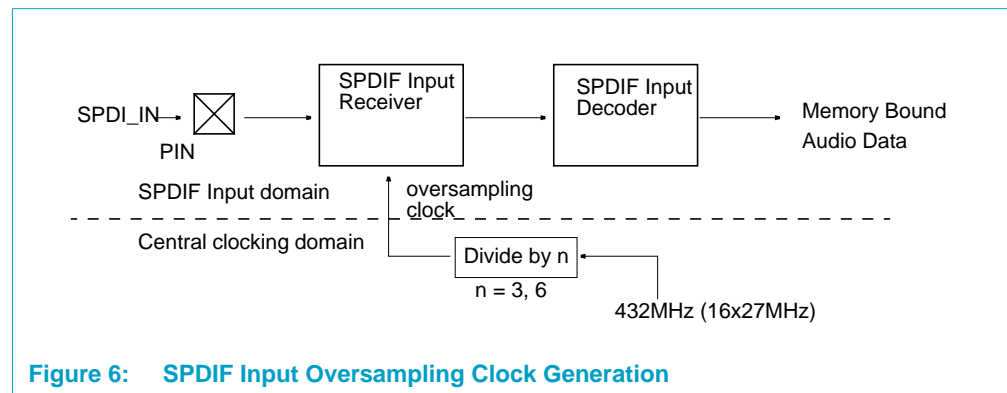 SPDIF Input
Receiver
SPDIF Input
Decoder
SPDI_IN
PIN
Memory Bound
Audio Data
SPDIF Input domain
oversampling
clock
Central clocking domain
Divide by n
n = 3, 6
432MHz (16x27MHz)
Figure 6: SPDIF Input Oversampling Clock Generation